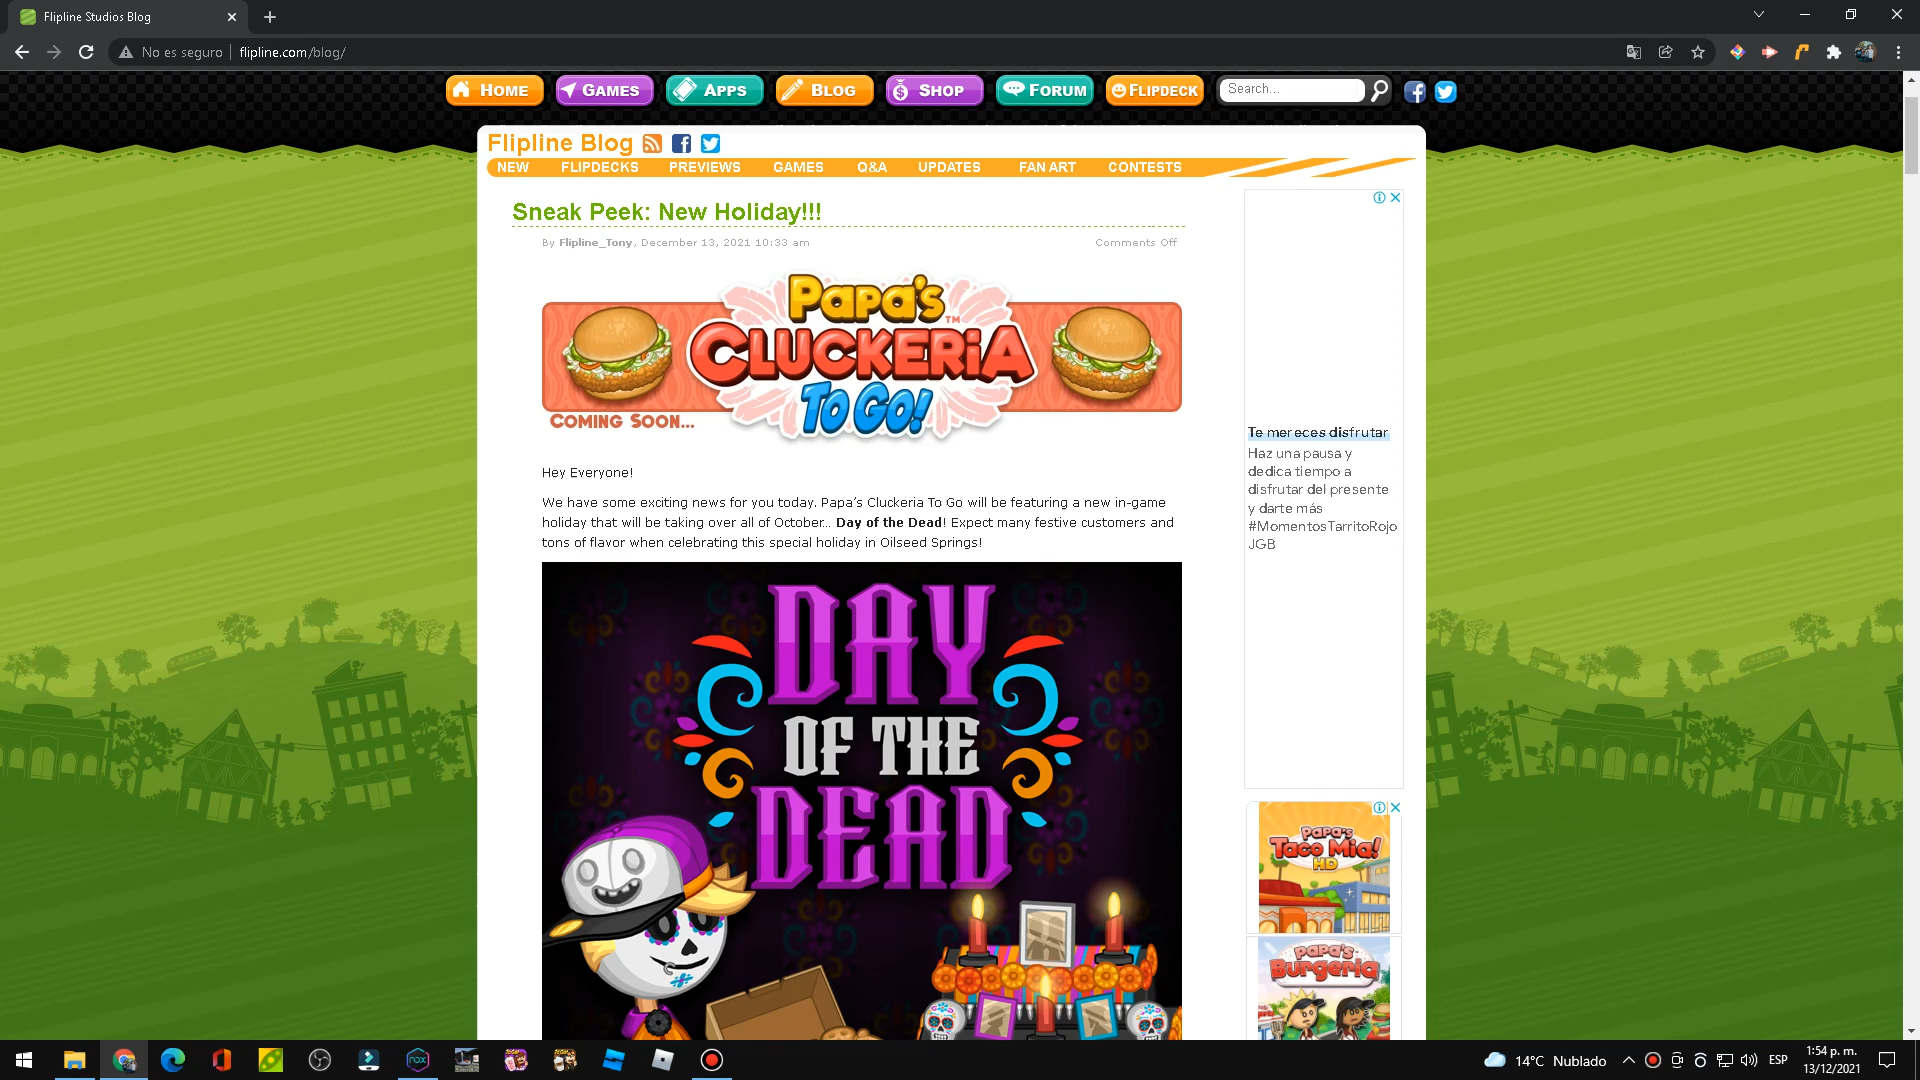 Flipline Studios Blog
No es seguro
flipline.com/blog/
HOME
GAMES
APPS
BLOG
SHOP
FORUM
FLIPDECK
Search...
Flipline Blog
NEW
FLIPDECKS
PREVIEWS
GAMES
Q&A
UPDATES
FAN ART
CONTESTS
Sneak Peek: New Holiday!!!
By Flipline_Tony, December 13, 2021 10:33 am
Comments Off
Papa's
CLUCKERiA
TM
TO GO!
COMING SOON...
Hey Everyone!
We have some exciting news for you today. Papa’s Cluckeria To Go will be featuring a new in-game
holiday that will be taking over all of October… Day of the Dead! Expect many festive customers and
tons of flavor when celebrating this special holiday in Oilseed Springs!
DAY
OF THE
DEAD
Te mereces disfrutar
Haz una pausa y
dedica tiempo a
disfrutar del presente
y darte más
#MomentosTarritoRojo
JGB
Papa's
Taco Mia!
HD
Papa's
Burgeria
14°C Nublado
ESP
1:54 p. m.
13/12/2021